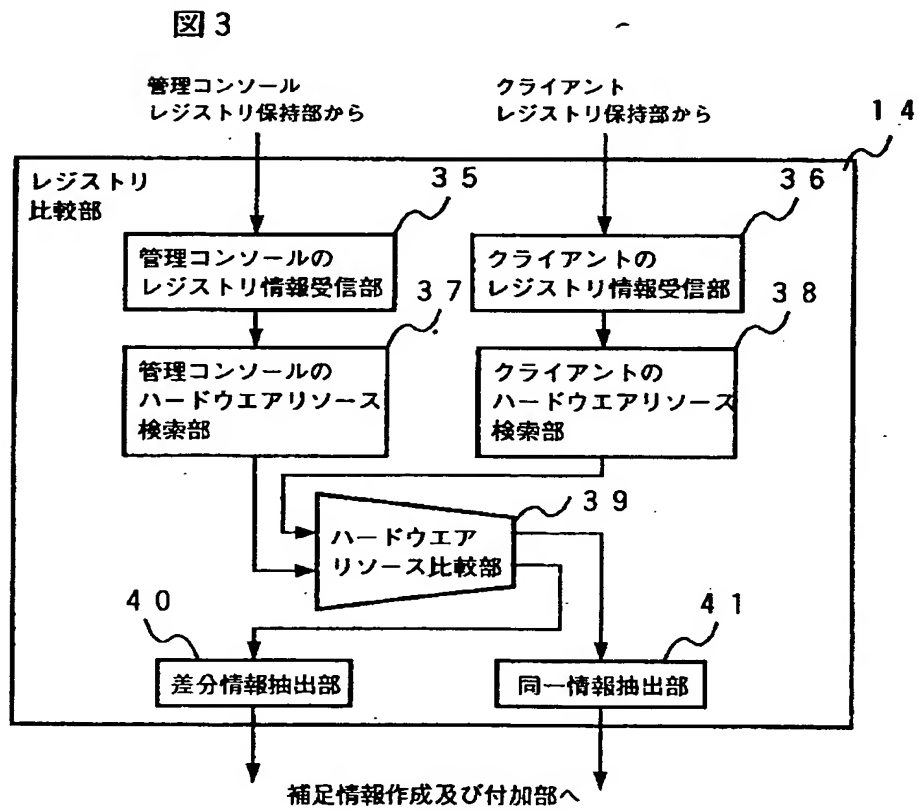 図3
管理コンソール
レジストリ保持部から
クライアント
レジストリ保持部から
14
レジストリ
比較部
35
36
管理コンソールの
レジストリ情報受信部
クライアントの
レジストリ情報受信部
37
38
管理コンソールの
ハードウエアリソース
検索部
クライアントの
ハードウエアリソース
検索部
39
ハードウエア
リソース比較部
40
41
差分情報抽出部
同一情報抽出部
補足情報作成及び付加部へ